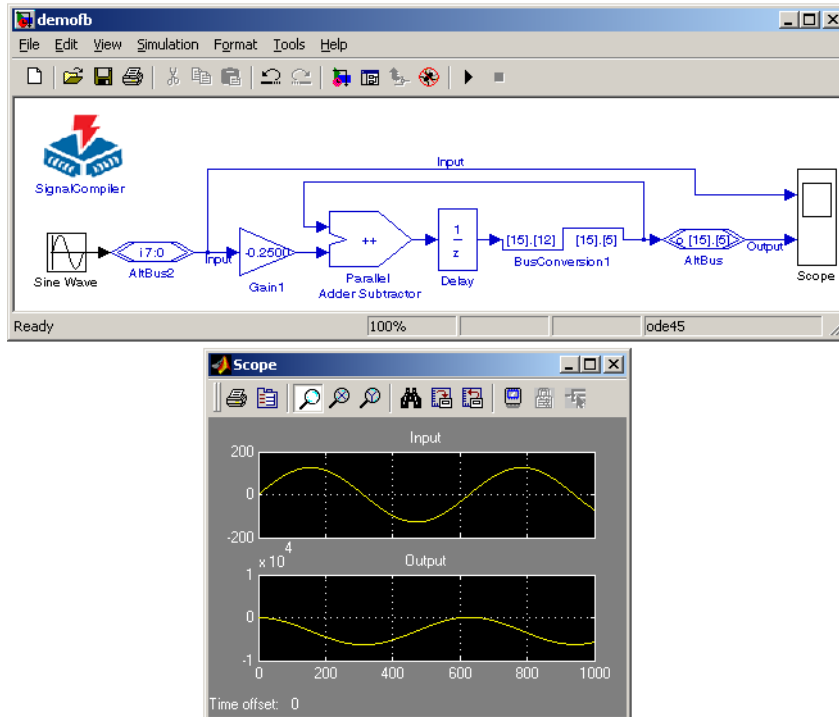 demofb
File Edit View Simulation Format Tools Help
SignalCompiler
Input
Sine Wave
i 7:0
AltBus2
Input
-0.2500
Gain1
++
Parallel
Adder Subtractor
1
z
Delay
[15].[12] [15].[5]
BusConversion1
o [15].[5]
AltBus
Output
Scope
Ready 100% ode45
Scope
Input
200
0
-200
x 10 4
Output
1
0
-1
0 200 400 600 800 1000
Time offset: 0